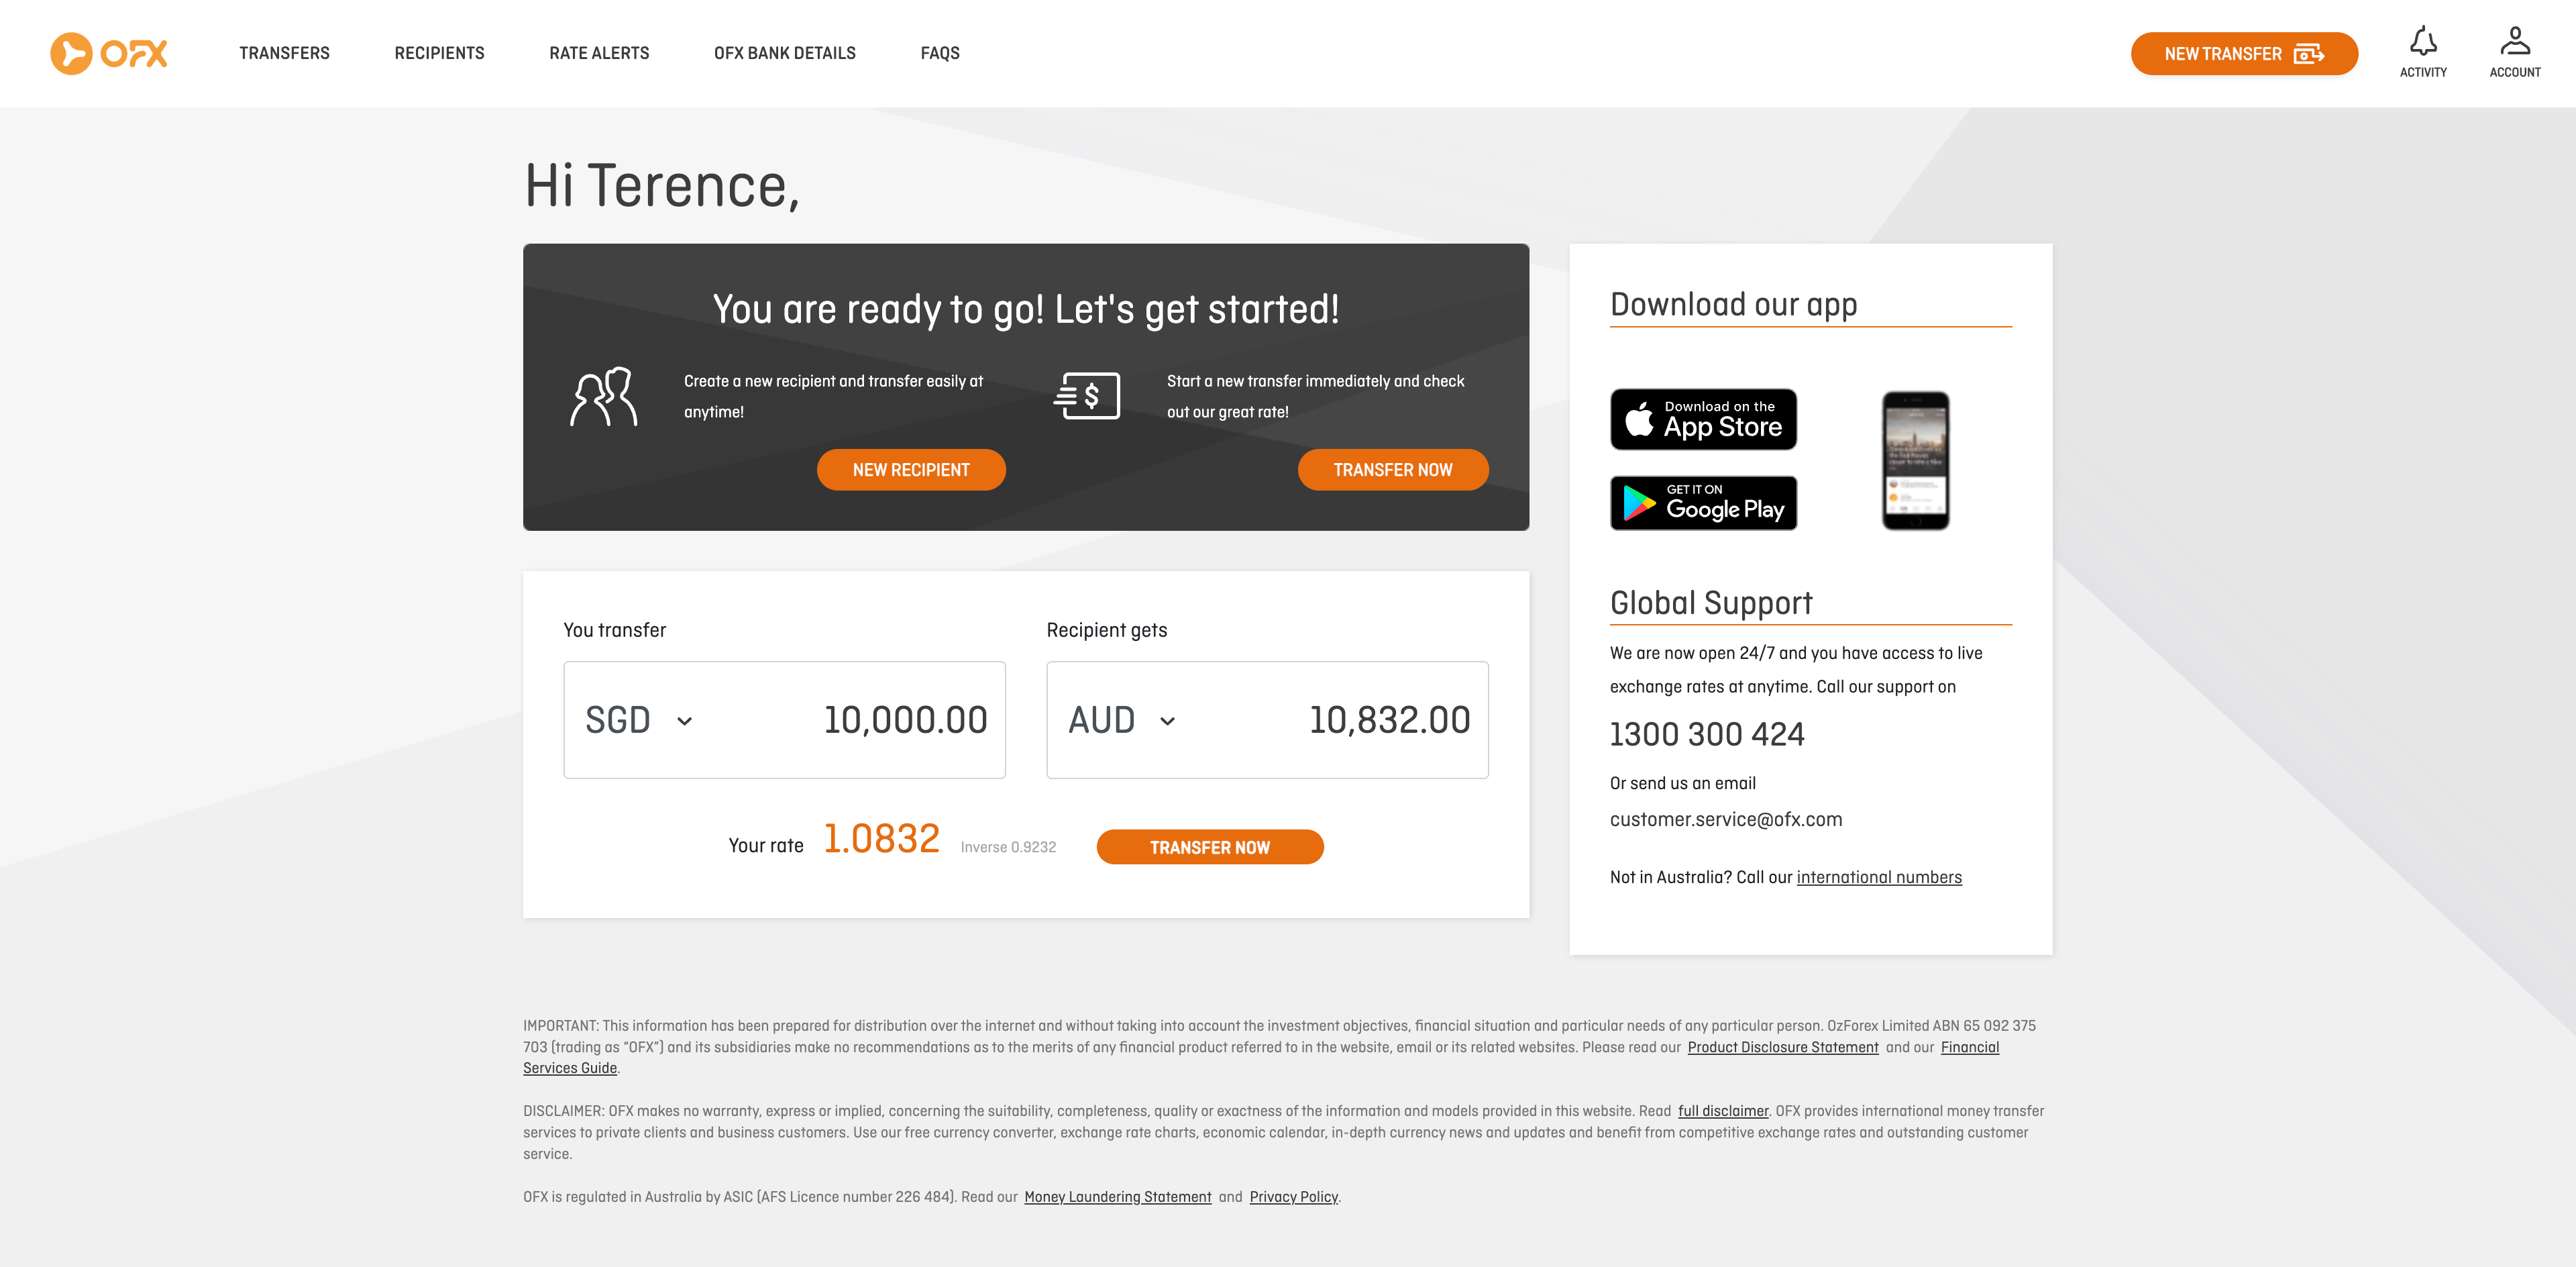 OFX
TRANSFERS
RECIPIENTS
RATE ALERTS
OFX BANK DETAILS
FAQS
NEW TRANSFER
ACTIVITY
ACCOUNT
Hi Terence,
You are ready to go! Let's get started!
Create a new recipient and transfer easily at
anytime!
NEW RECIPIENT
$
Start a new transfer immediately and check
out our great rate!
TRANSFER NOW
You transfer
SGD
10,000.00
Recipient gets
AUD
10,832.00
Your rate
1.0832
Inverse 0.9232
TRANSFER NOW
Download our app
Download on the
App Store
GET IT ON
Google Play
Global Support
We are now open 24/7 and you have access to live
exchange rates at anytime. Call our support on
1300 300 424
Or send us an email
customer.service@ofx.com
Not in Australia? Call our international numbers
IMPORTANT: This information has been prepared for distribution over the internet and without taking into account the investment objectives, financial situation and particular needs of any particular person. OzForex Limited ABN 65 092 375
703 (trading as “OFX”) and its subsidiaries make no recommendations as to the merits of any financial product referred to in the website, email or its related websites. Please read our Product Disclosure Statement and our Financial
Services Guide.
DISCLAIMER: OFX makes no warranty, express or implied, concerning the suitability, completeness, quality or exactness of the information and models provided in this website. Read full disclaimer. OFX provides international money transfer
services to private clients and business customers. Use our free currency converter, exchange rate charts, economic calendar, in-depth currency news and updates and benefit from competitive exchange rates and outstanding customer
service.
OFX is regulated in Australia by ASIC (AFS Licence number 226 484). Read our Money Laundering Statement and Privacy Policy.